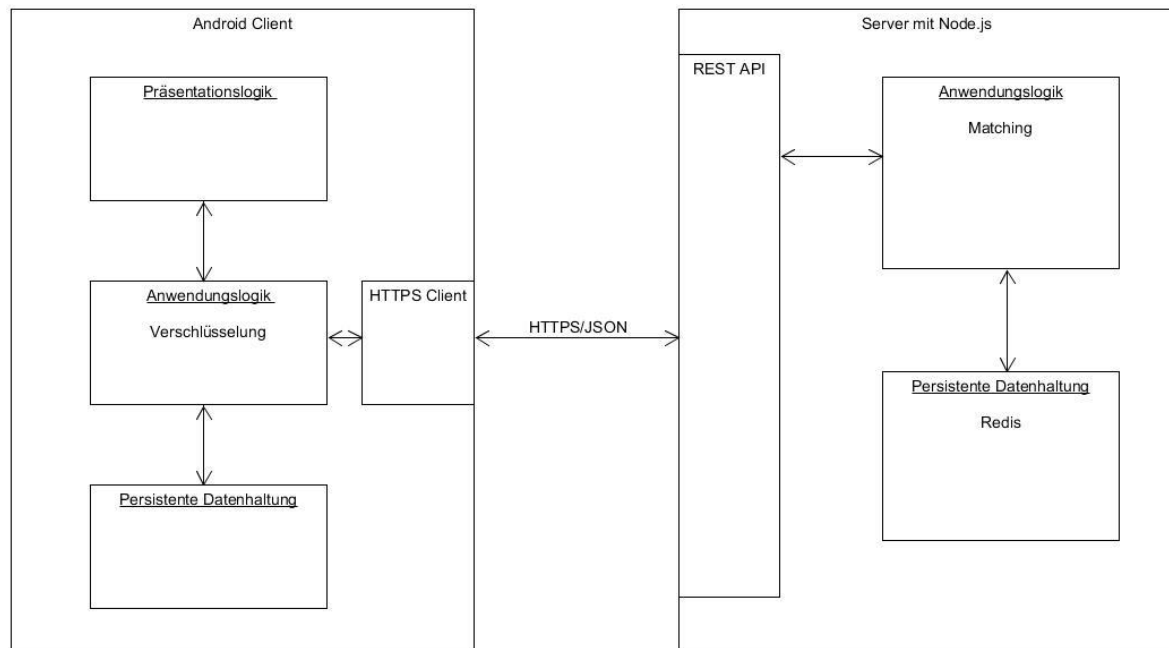 Android Client
Präsentationslogik
Anwendungslogik
Verschlüsselung
HTTPS Client
Persistente Datenhaltung
HTTPS/JSON
Server mit Node.js
REST API
Anwendungslogik
Matching
Persistente Datenhaltung
Redis